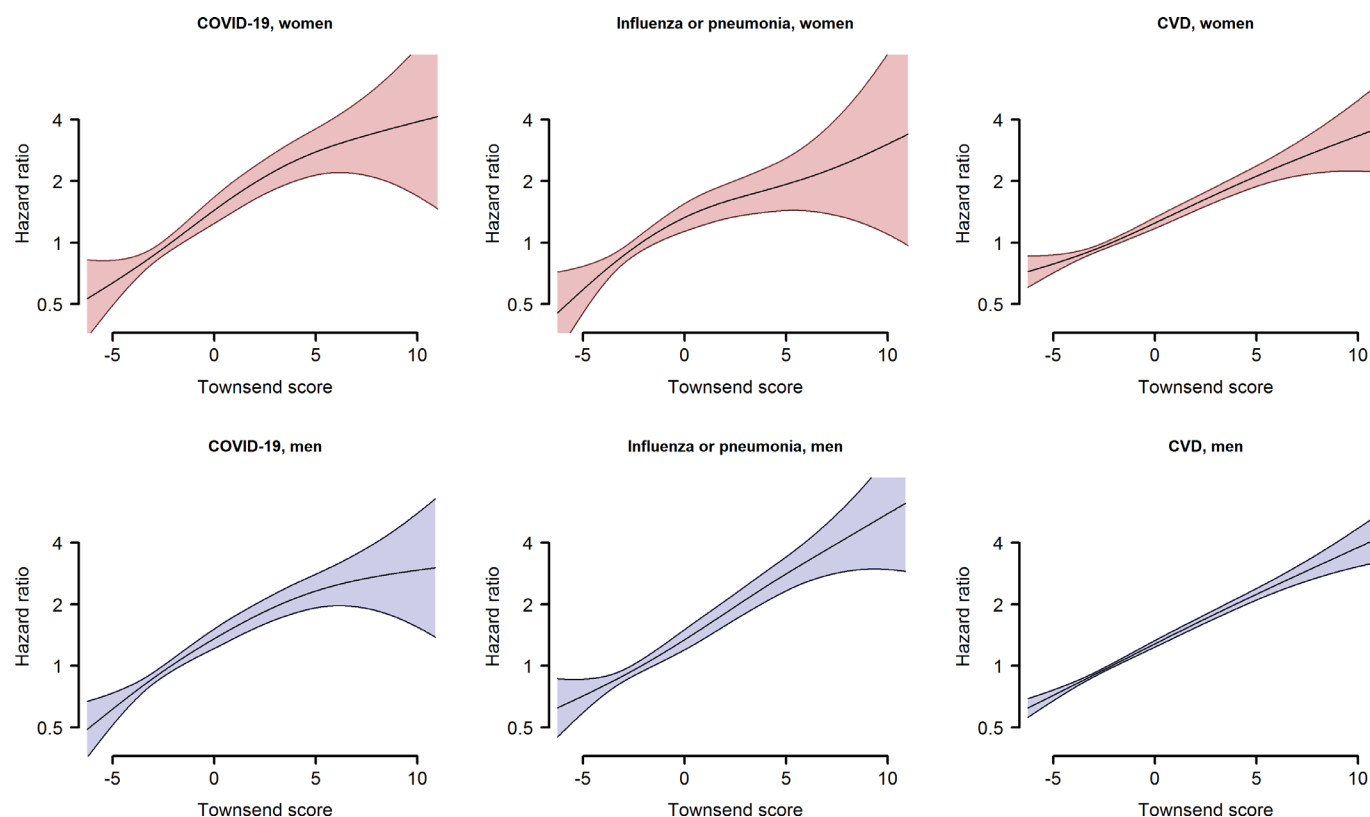 COVID-19, women
Hazard ratio
4
2
1
0.5
-5 0 5 10
Townsend score
Influenza or pneumonia, women
Hazard ratio
4
2
1
0.5
-5 0 5 10
Townsend score
CVD, women
Hazard ratio
4
2
1
0.5
-5 0 5 10
Townsend score
COVID-19, men
Hazard ratio
4
2
1
0.5
-5 0 5 10
Townsend score
Influenza or pneumonia, men
Hazard ratio
4
2
1
0.5
-5 0 5 10
Townsend score
CVD, men
Hazard ratio
4
2
1
0.5
-5 0 5 10
Townsend score